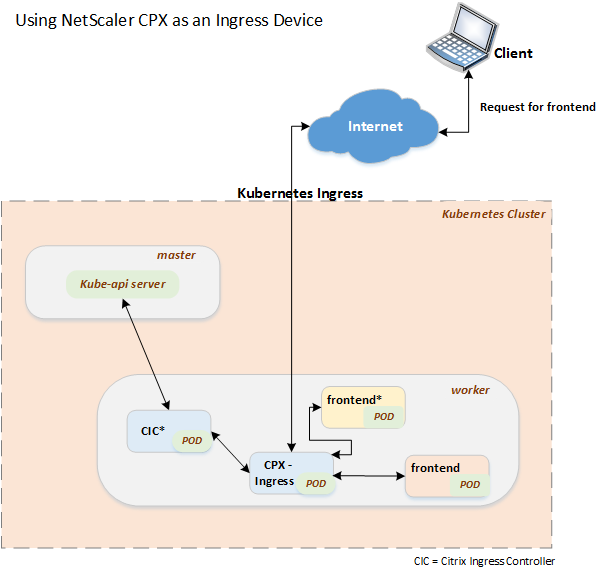 Using NetScaler CPX as an Ingress Device
Client
Request for frontend
Internet
Kubernetes Ingress
Kubernetes Cluster
master
Kube-api server
worker
frontend*
POD
CIC*
POD
CPX -
Ingress
POD
frontend
POD
CIC = Citrix Ingress Controller